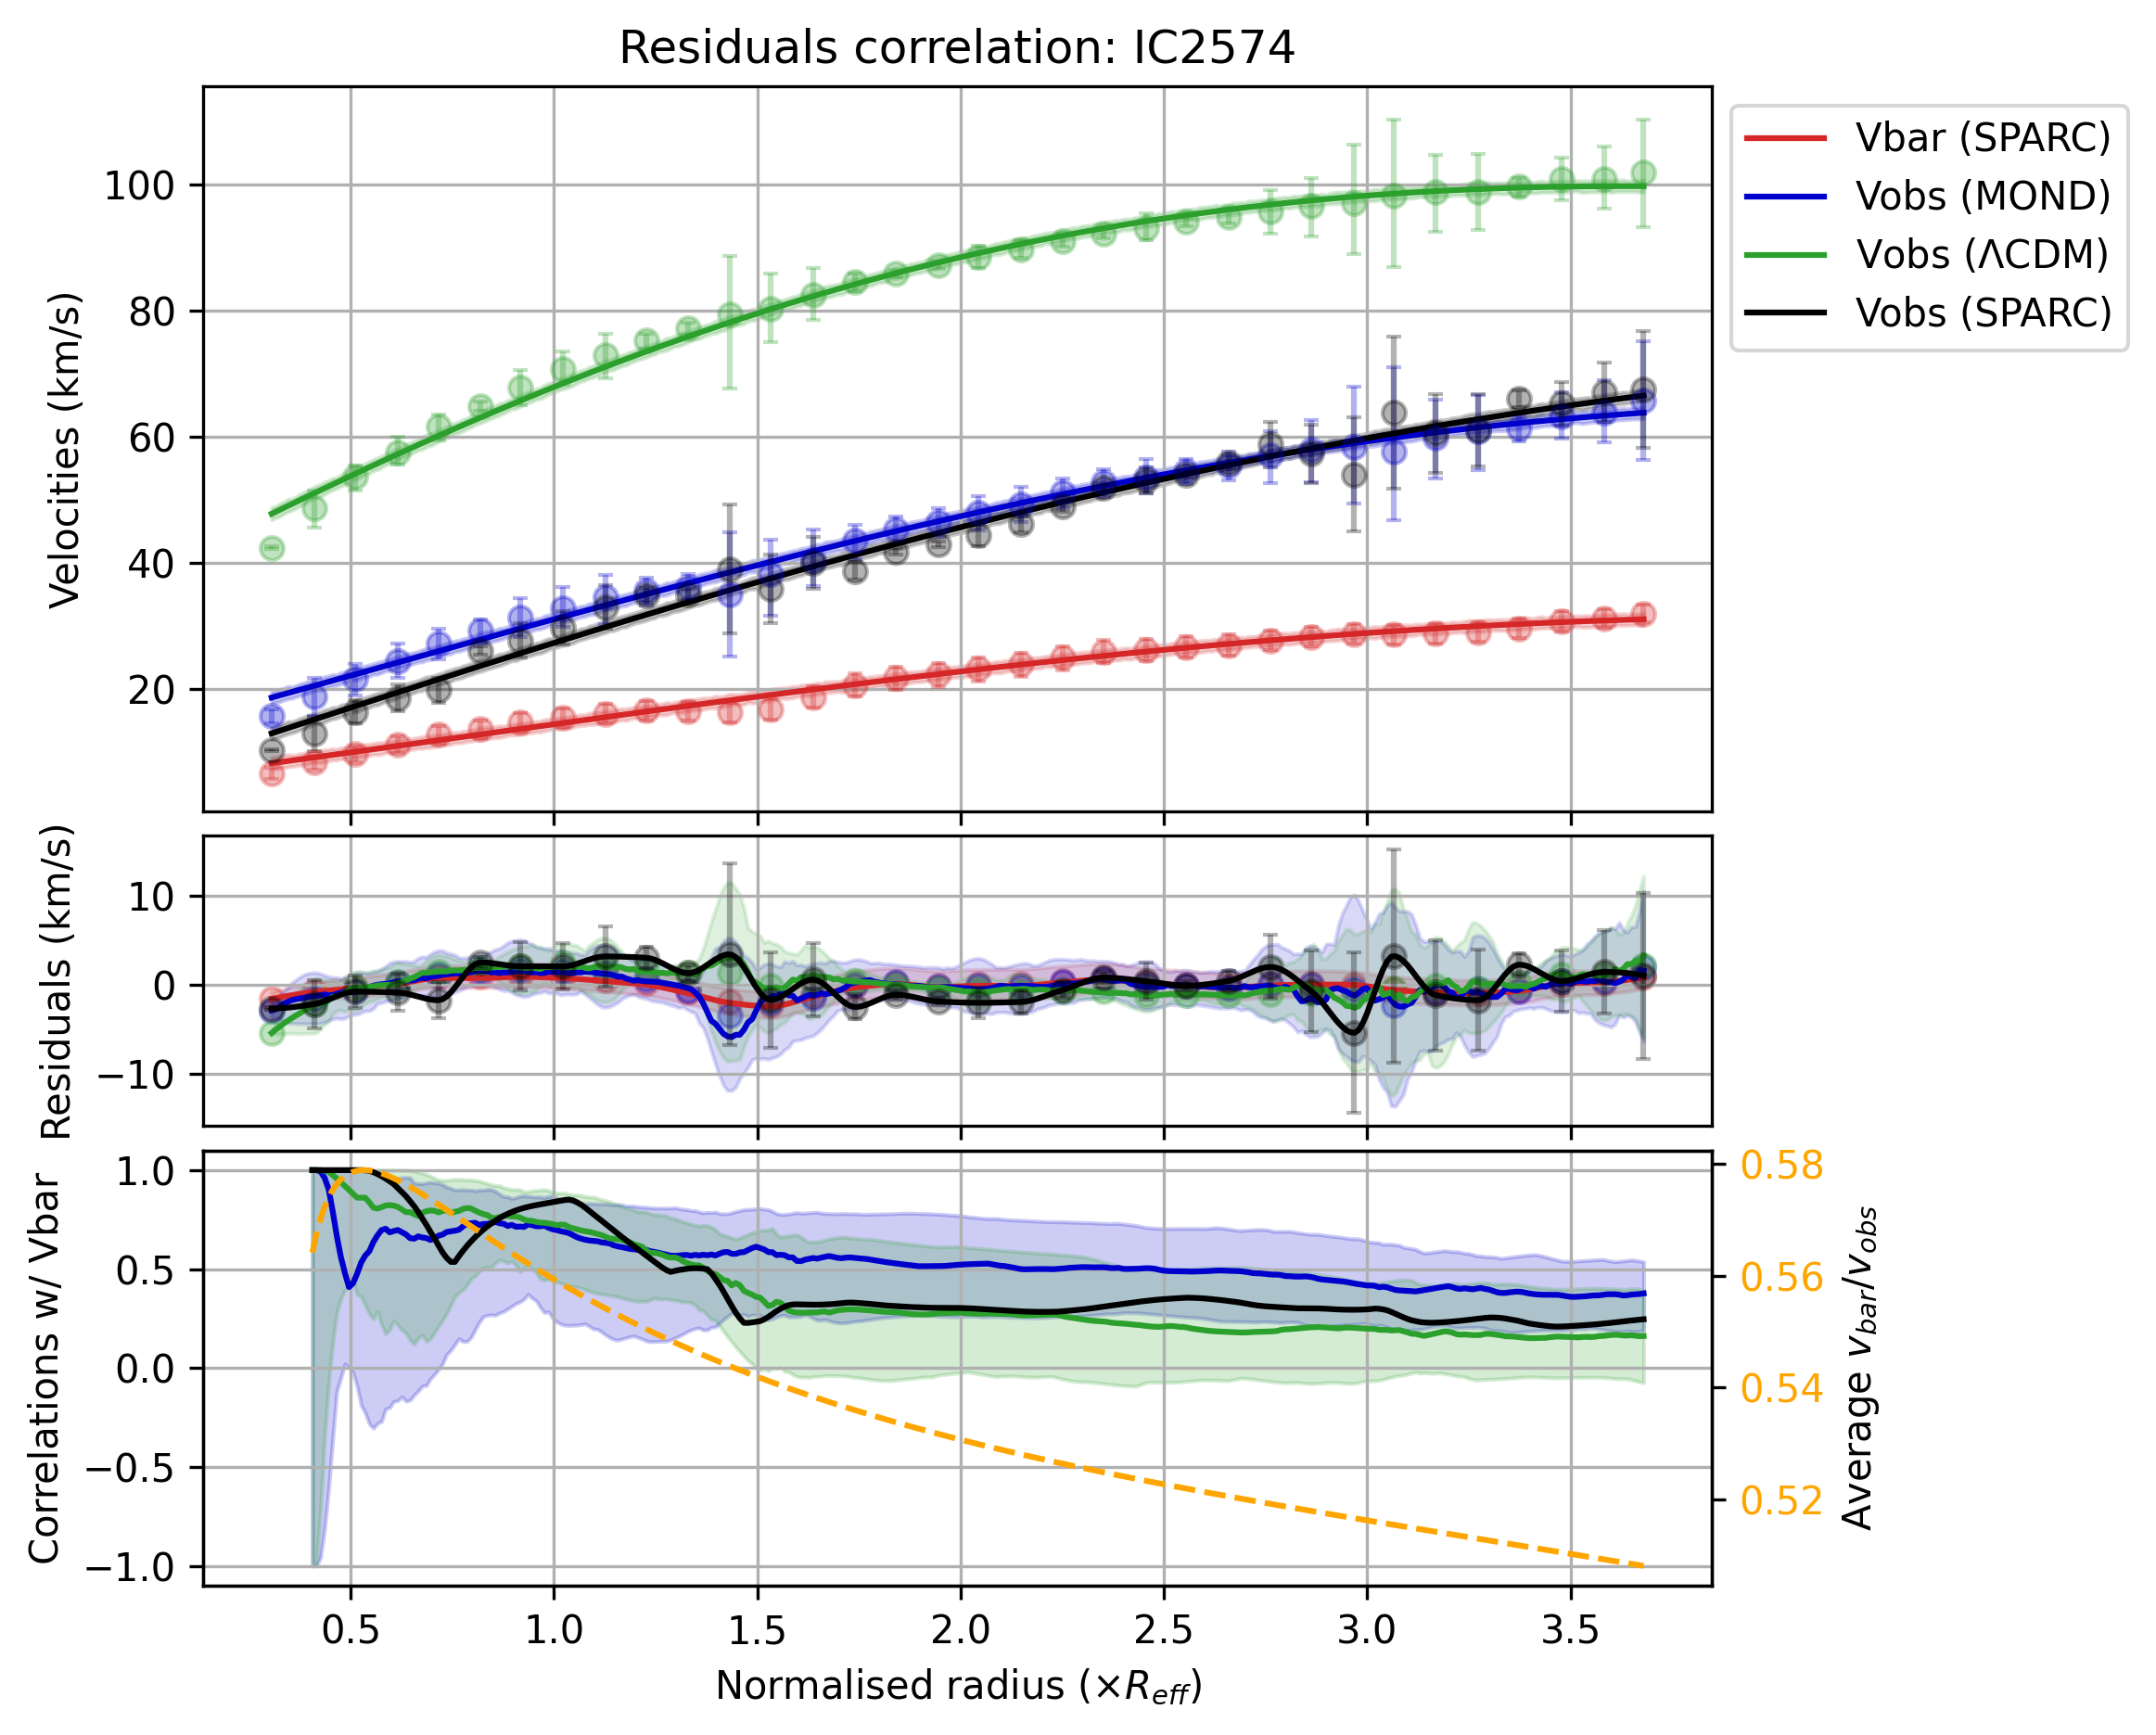 Residuals correlation: IC2574
Velocities (km/s)
100
80
60
40
20
Vbar (SPARC)
Vobs (MOND)
Vobs (ΛCDM)
Vobs (SPARC)
Residuals (km/s)
10
0
−10
Correlations w/ Vbar
1.0
0.5
0.0
−0.5
−1.0
0.58
0.56
0.54
0.52
Average v_bar/v_obs
0.5 1.0 1.5 2.0 2.5 3.0 3.5
Normalised radius (×R_eff)